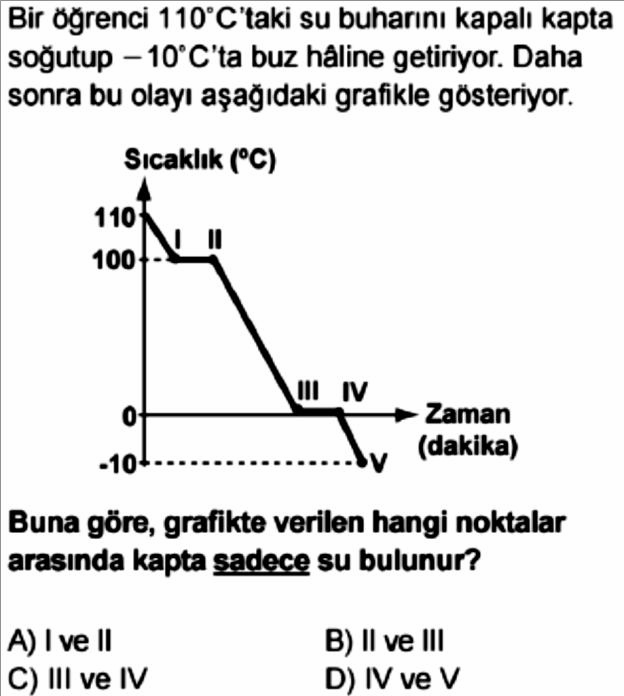 Bir öğrenci 110°C'taki su buharını kapalı kapta
soğutup – 10°C'ta buz hâline getiriyor. Daha
sonra bu olayı aşağıdaki grafikle gösteriyor.
Sıcaklık (°C)
110
I II
100
III IV
0
Zaman
(dakika)
-10
V
Buna göre, grafikte verilen hangi noktalar
arasında kapta sadece su bulunur?
A) I ve II
B) II ve III
C) III ve IV
D) IV ve V